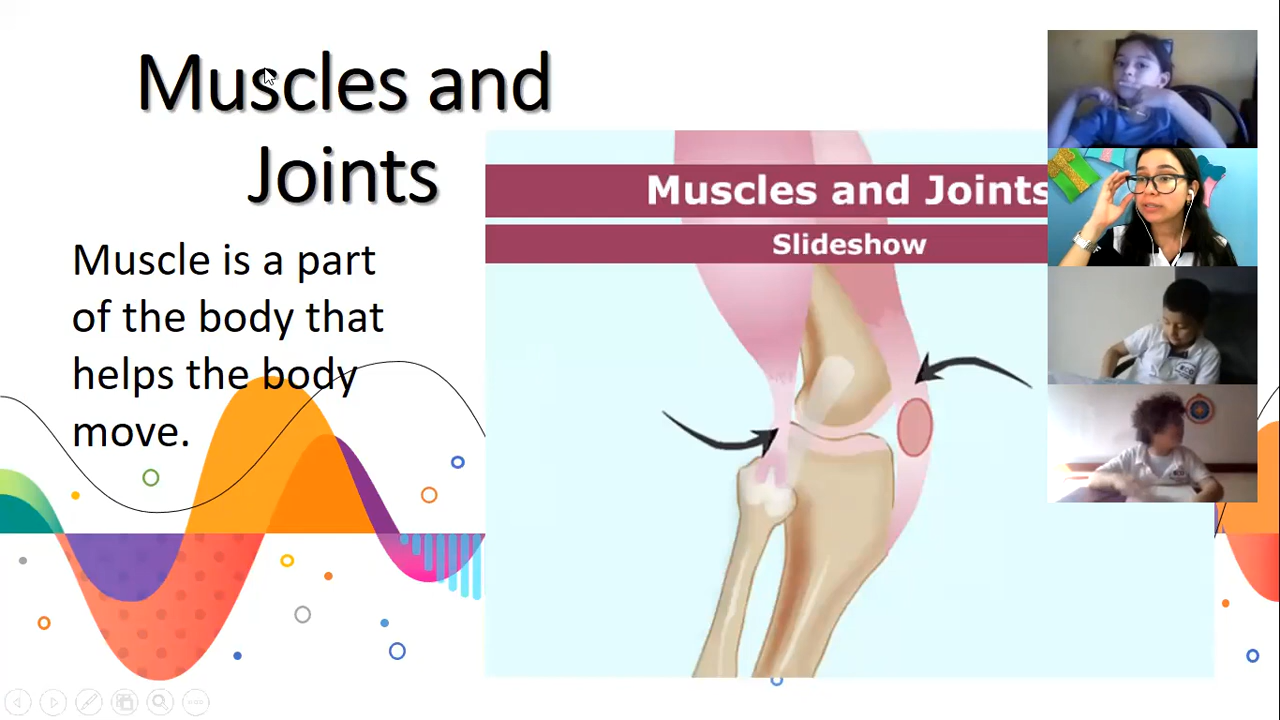 Muscles and
Joints
Muscle is a part
of the body that
helps the body
move.
Muscles and Joints
Slideshow